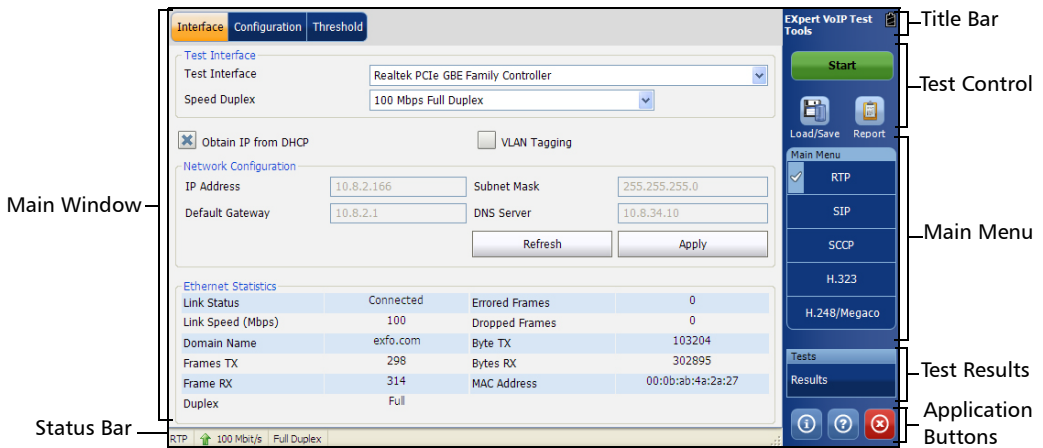 Interface Configuration Threshold
EXpert VoIP Test
Tools
Title Bar
Test Interface
Test Interface Realtek PCIe GBE Family Controller
Speed Duplex 100 Mbps Full Duplex
Start
Test Control
Load/Save Report
Obtain IP from DHCP VLAN Tagging
Network Configuration
IP Address 10.8.2.166 Subnet Mask 255.255.255.0
Default Gateway 10.8.2.1 DNS Server 10.8.34.10
Refresh Apply
Main Window
Main Menu
RTP
SIP
SCCP
H.323
H.248/Megaco
Main Menu
Ethernet Statistics
Link Status Connected Errored Frames 0
Link Speed (Mbps) 100 Dropped Frames 0
Domain Name exfo.com Byte TX 103204
Frames TX 298 Bytes RX 302895
Frame RX 314 MAC Address 00:0b:ab:4a:2a:27
Duplex Full
Tests
Results
Test Results
Status Bar
RTP 100 Mbit/s Full Duplex
Application
Buttons